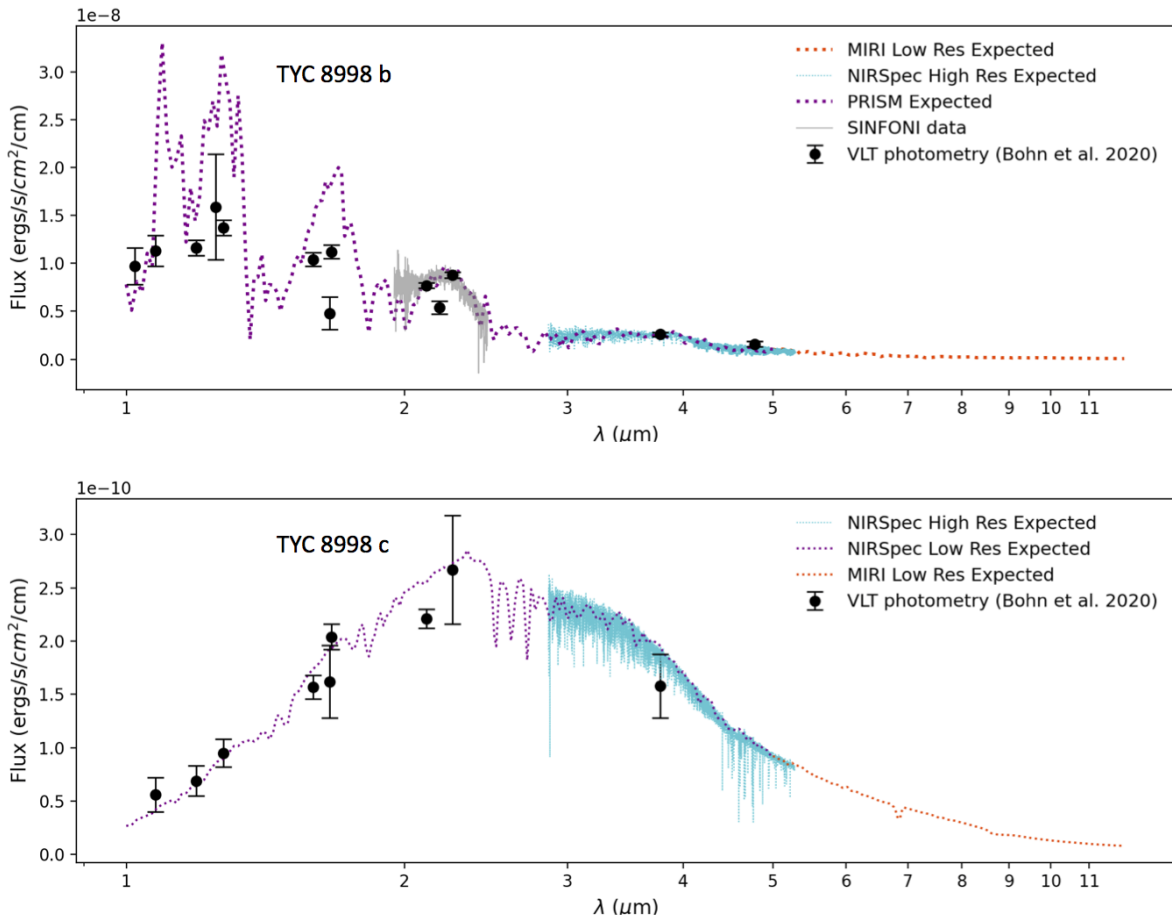 1e−8
TYC 8998 b
MIRI Low Res Expected
NIRSpec High Res Expected
PRISM Expected
SINFONI data
VLT photometry (Bohn et al. 2020)
Flux (ergs/s/cm²/cm)
3.0
2.5
2.0
1.5
1.0
0.5
0.0
1 2 3 4 5 6 7 8 9 10 11
λ (μm)
1e−10
TYC 8998 c
NIRSpec High Res Expected
NIRSpec Low Res Expected
MIRI Low Res Expected
VLT photometry (Bohn et al. 2020)
Flux (ergs/s/cm²/cm)
3.0
2.5
2.0
1.5
1.0
0.5
0.0
1 2 3 4 5 6 7 8 9 10 11
λ (μm)